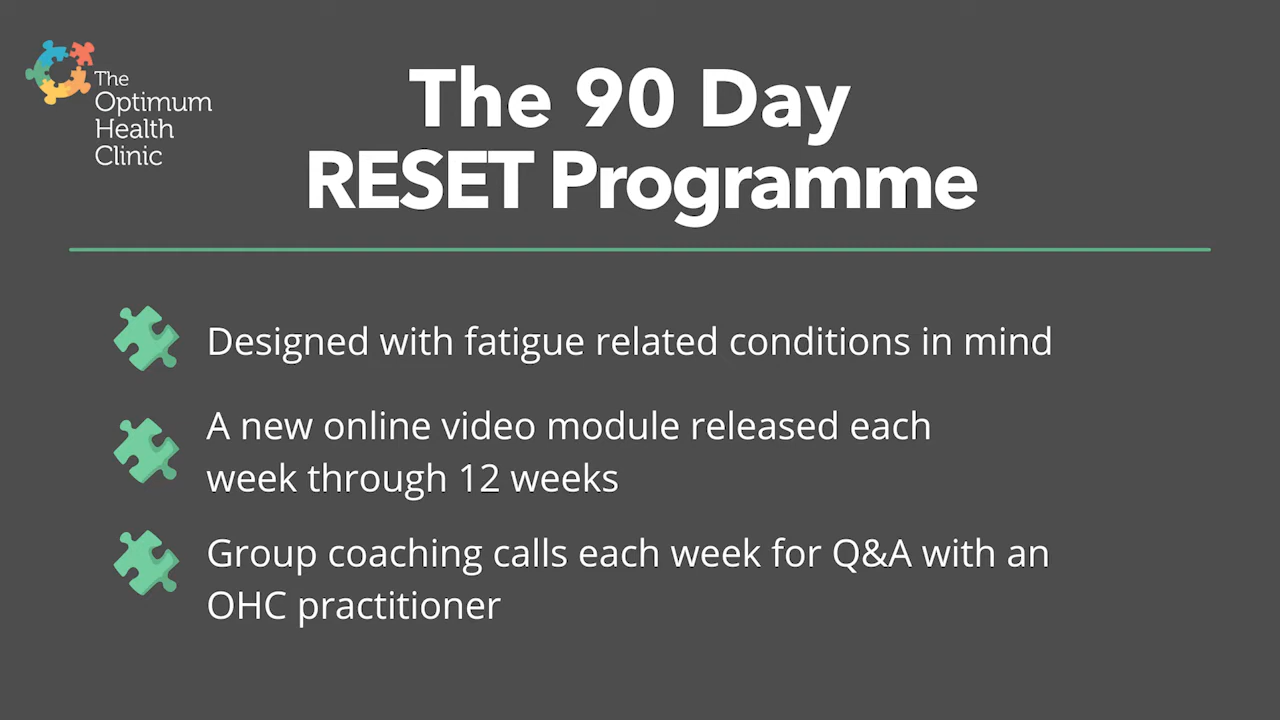 The
Optimum
Health
Clinic
The 90 Day
RESET Programme
Designed with fatigue related conditions in mind
A new online video module released each
week through 12 weeks
Group coaching calls each week for Q&A with an
OHC practitioner